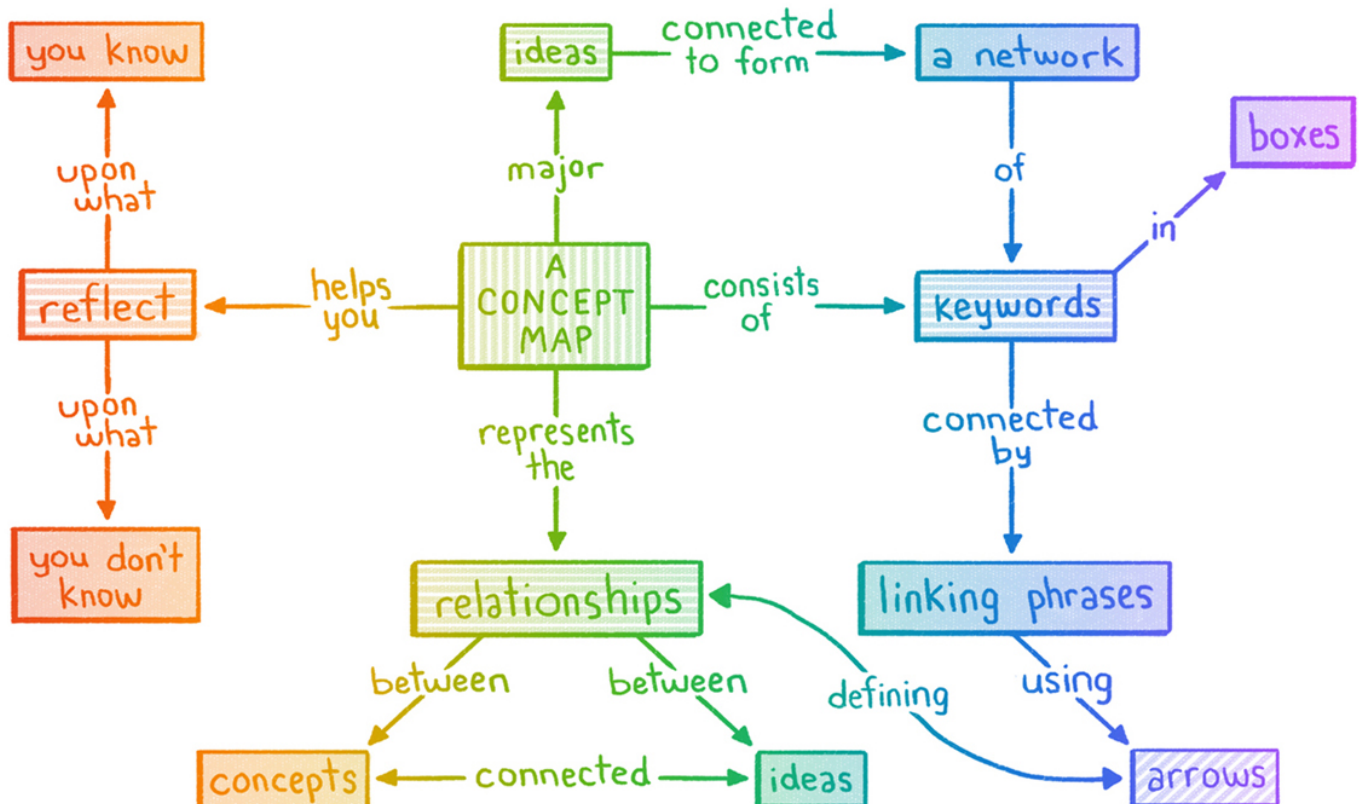 you know
ideas
connected
to form
a network
boxes
upon
what
major
of
in
reflect
helps
you
A
CONCEPT
MAP
consists
of
keywords
upon
what
represents
the
connected
by
you don't
know
relationships
linking phrases
between
between
defining
using
concepts
connected
ideas
arrows